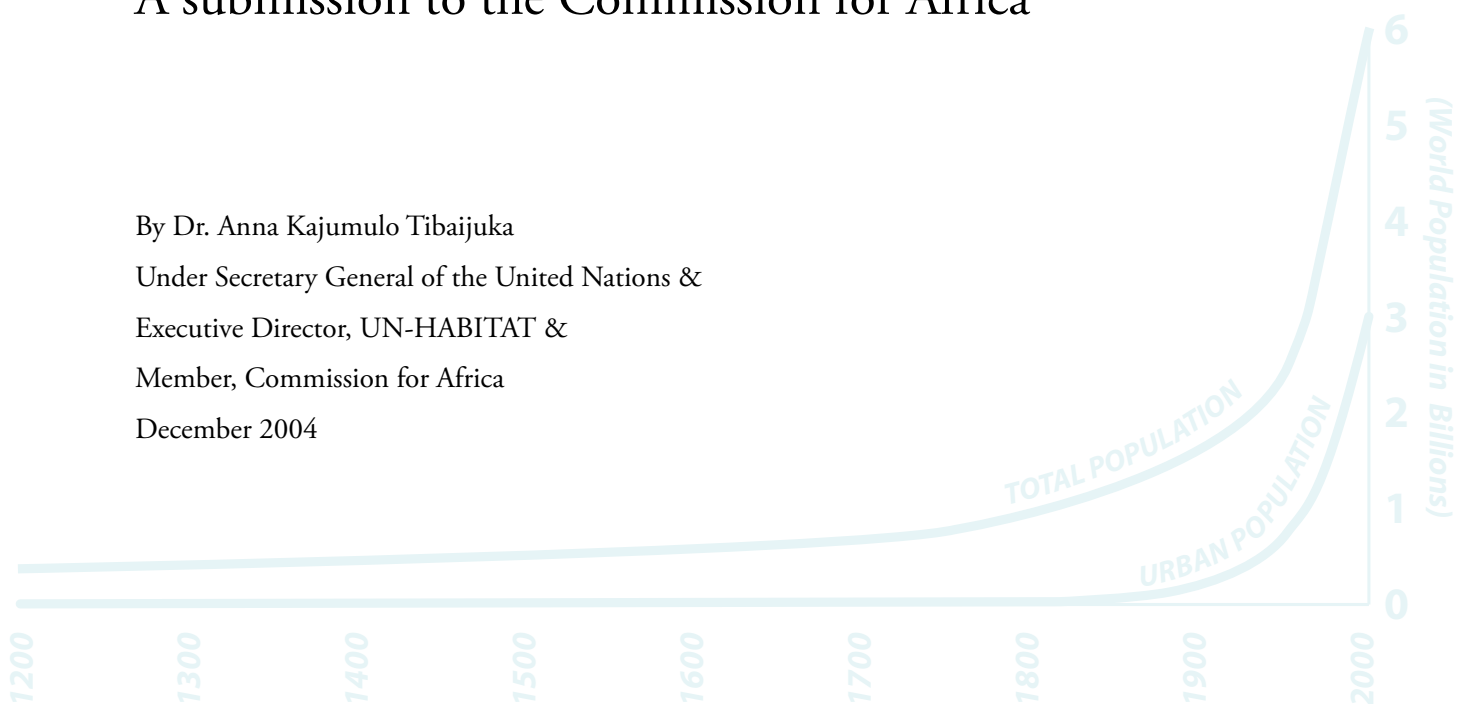 A submission to the Commission for Africa
By Dr. Anna Kajumulo Tibaijuka
Under Secretary General of the United Nations &
Executive Director, UN-HABITAT &
Member, Commission for Africa
December 2004
6
5
4
3
2
1
0
(World Population in Billions)
TOTAL POPULATION
URBAN POPULATION
1200
1300
1400
1500
1600
1700
1800
1900
2000